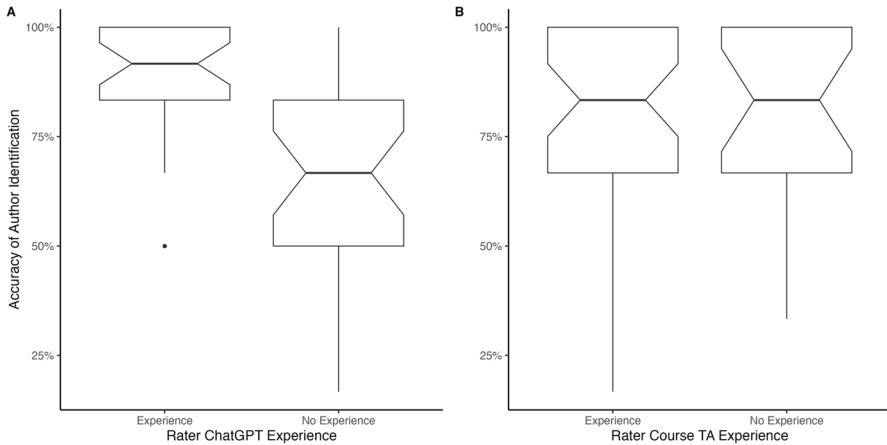 A
B
Accuracy of Author Identification
100%
75%
50%
25%
Experience
No Experience
Rater ChatGPT Experience
100%
75%
50%
25%
Experience
No Experience
Rater Course TA Experience